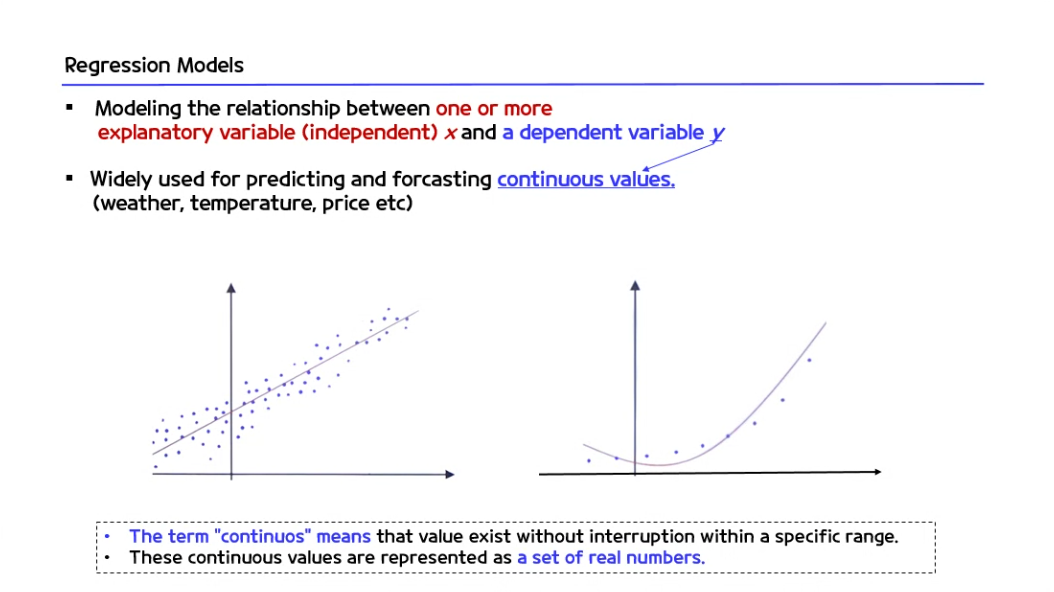 Regression Models
▪ Modeling the relationship between one or more
explanatory variable (independent) x and a dependent variable y
▪ Widely used for predicting and forcasting continuous values.
(weather, temperature, price etc)
• The term "continuos" means that value exist without interruption within a specific range.
• These continuous values are represented as a set of real numbers.